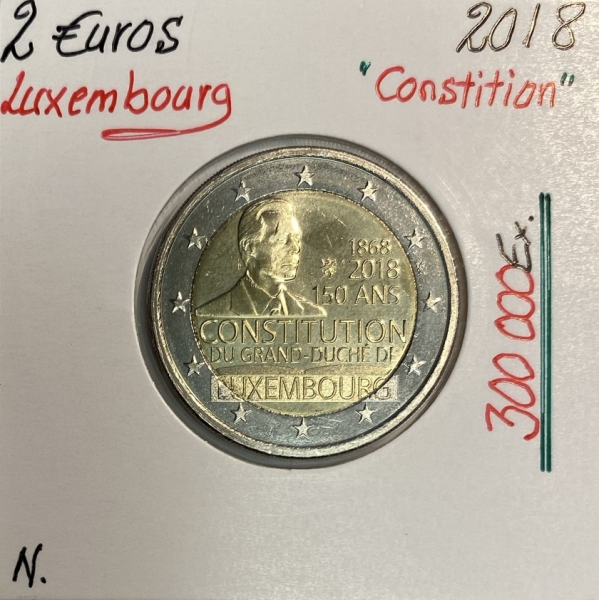 2 Euros 2018
Luxembourg "Constition"
1868
2018
150 ANS
CONSTITUTION
DU GRAND-DUCHÉ DE
LUXEMBOURG
300 000 Ex.
N.